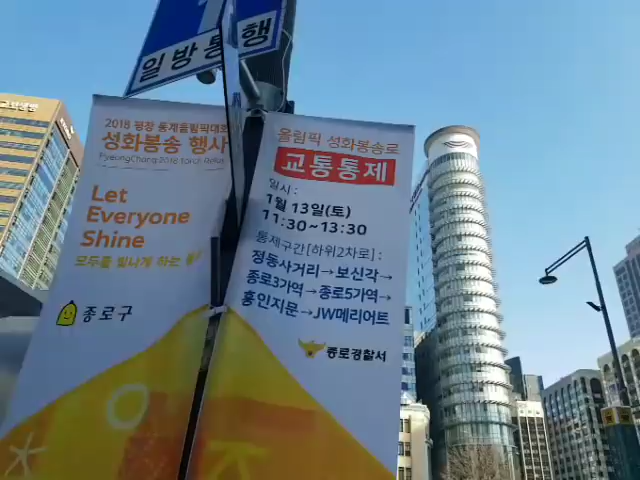 일방통행
2018 평창 동계올림픽대회
성화봉송 행사
PyeongChang 2018 Torch Relay
Let
Everyone
Shine
모두를 빛나게 하는
종로구
올림픽 성화봉송로
교통통제
일시 :
1월 13일(토)
11:30~13:30
통제구간[하위2차로] :
정동사거리→보신각→
종로3가역→종로5가역→
흥인지문→JW메리어트
종로경찰서